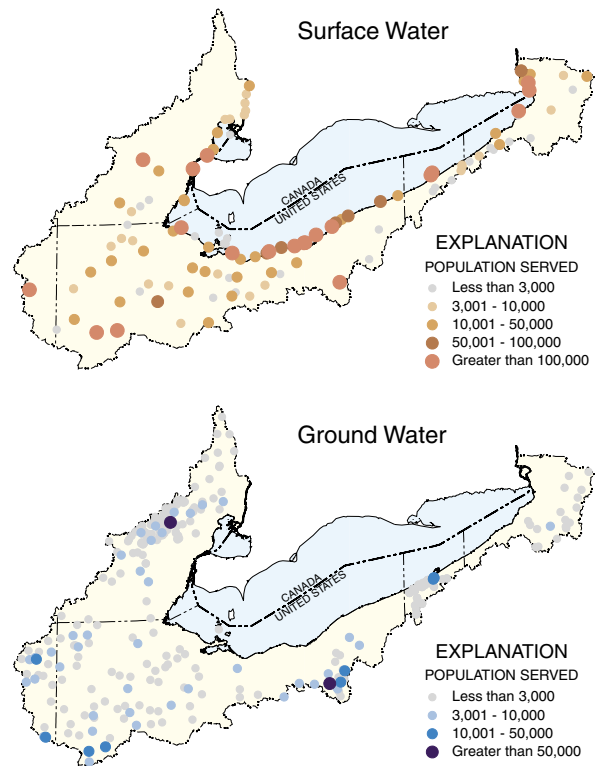 Surface Water
CANADA
UNITED STATES
EXPLANATION
POPULATION SERVED
Less than 3,000
3,001 - 10,000
10,001 - 50,000
50,001 - 100,000
Greater than 100,000
Ground Water
CANADA
UNITED STATES
EXPLANATION
POPULATION SERVED
Less than 3,000
3,001 - 10,000
10,001 - 50,000
Greater than 50,000